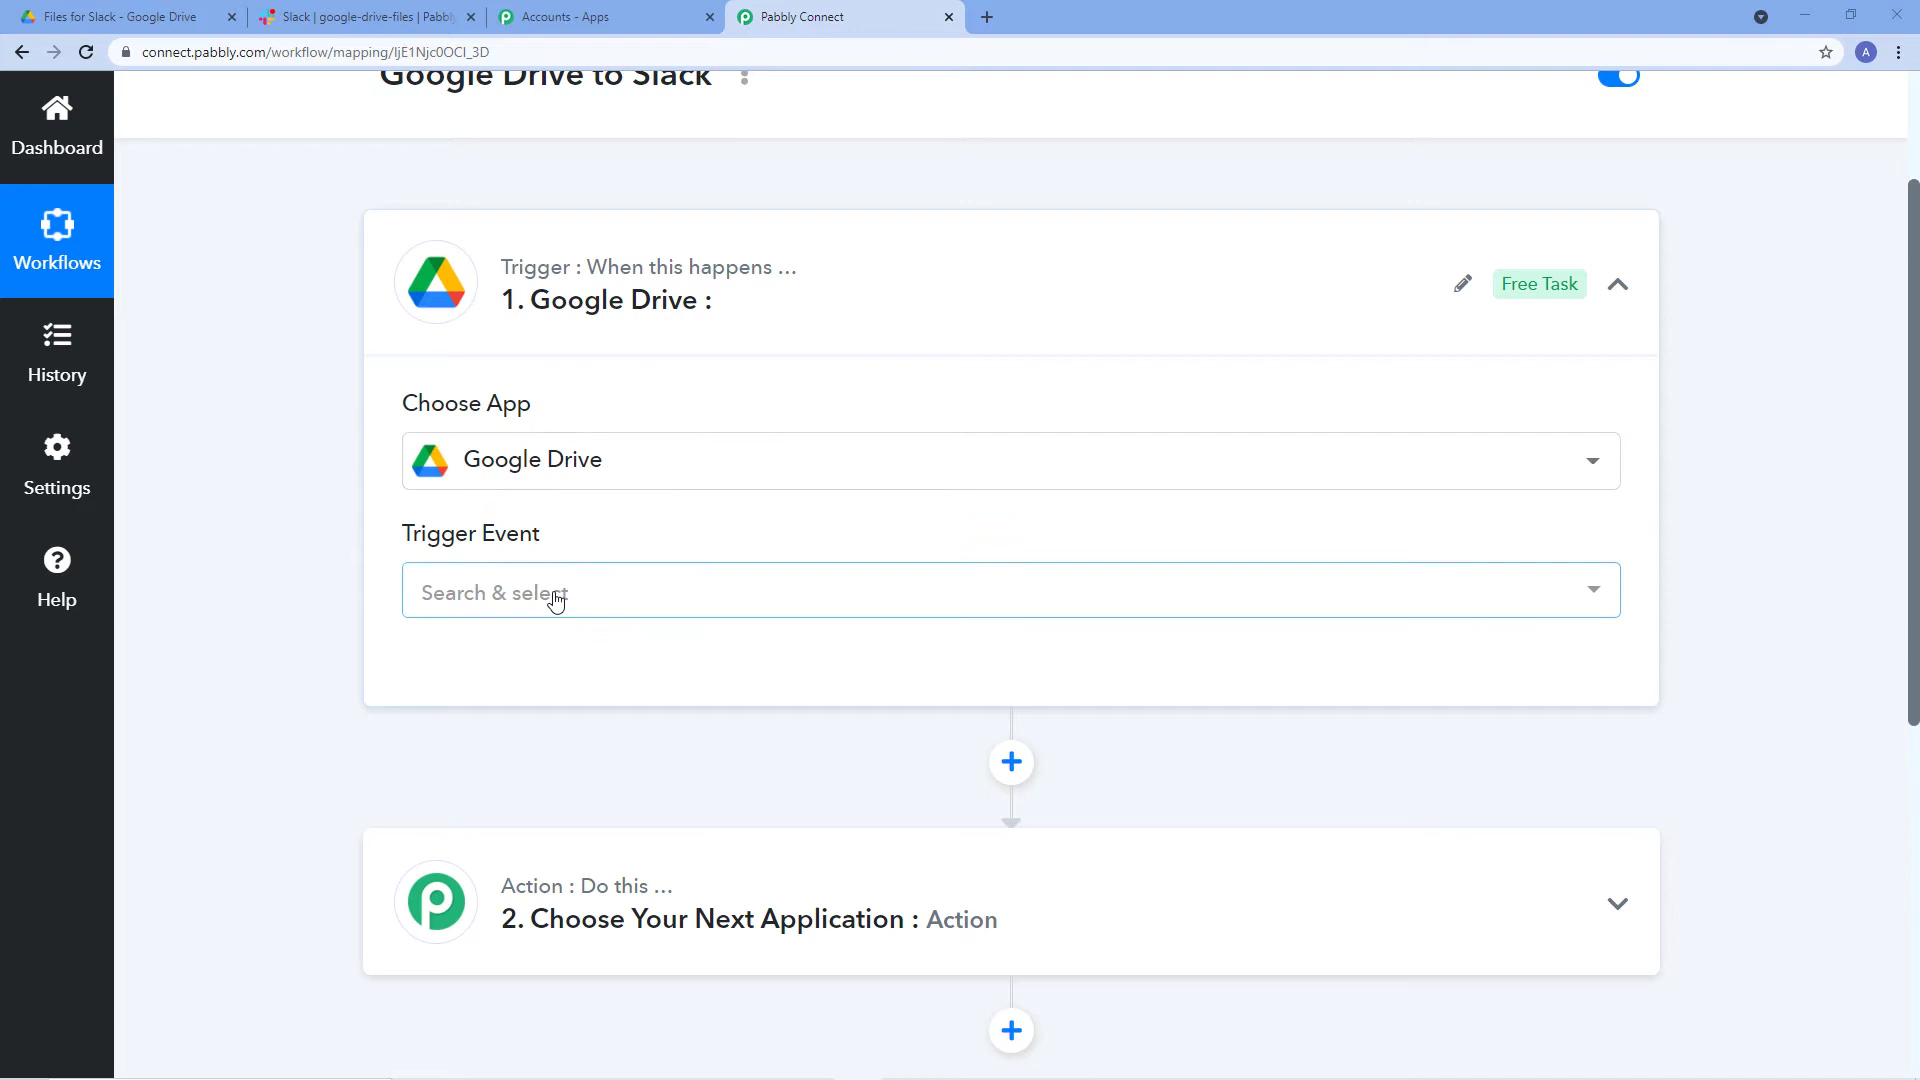 Files for Slack - Google Drive
Slack | google-drive-files | Pabbly
Accounts - Apps
Pabbly Connect
connect.pabbly.com/workflow/mapping/IjE1Njc0OCI_3D
A
Google Drive to Slack
Dashboard
Workflows
History
Settings
Help
Trigger : When this happens ...
1. Google Drive :
Free Task
Choose App
Google Drive
Trigger Event
Search & select
Action : Do this ...
2. Choose Your Next Application : Action